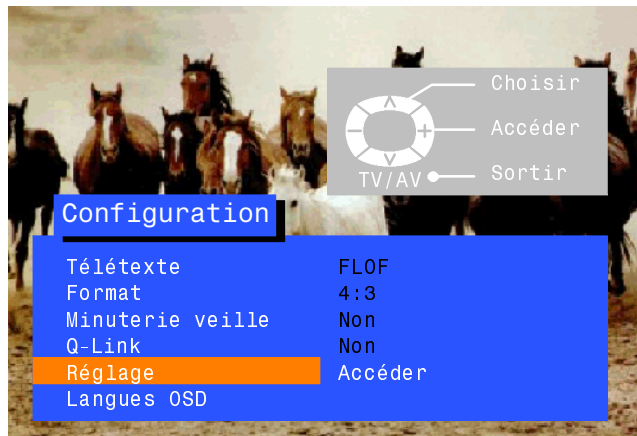 Choisir
Accéder
TV/AV Sortir
Configuration
Télétexte FLOF
Format 4:3
Minuterie veille Non
Q-Link Non
Réglage Accéder
Langues OSD